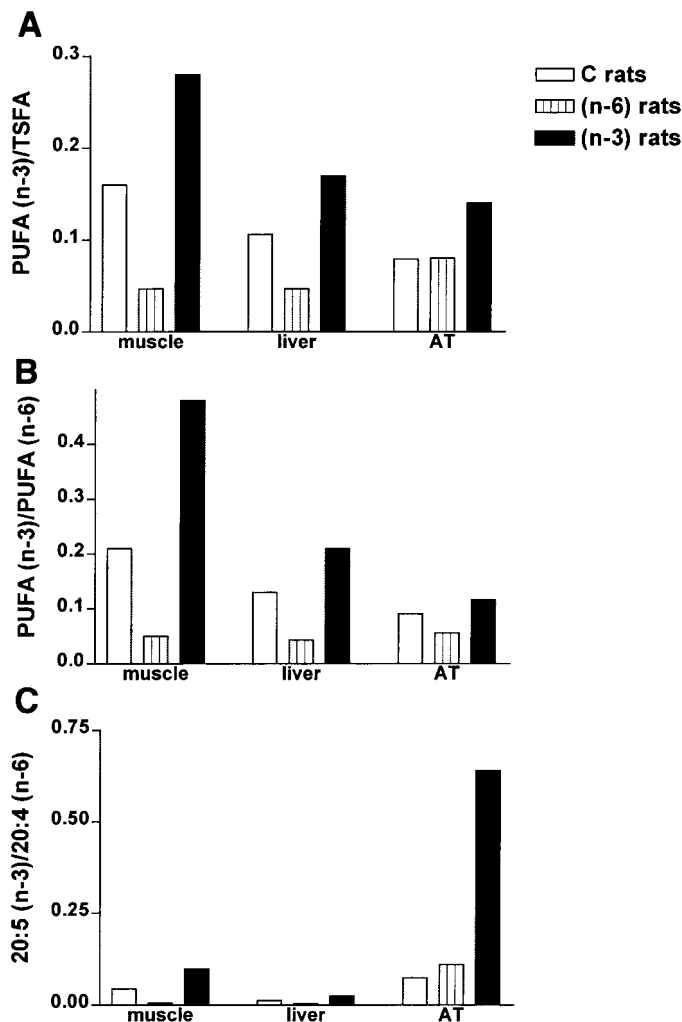 A
0.3
0.2
0.1
0.0
PUFA (n-3)/TSFA
muscle liver AT
C rats
(n-6) rats
(n-3) rats
B
0.4
0.3
0.2
0.1
0.0
PUFA (n-3)/PUFA (n-6)
muscle liver AT
C
0.75
0.50
0.25
0.00
20:5 (n-3)/20:4 (n-6)
muscle liver AT